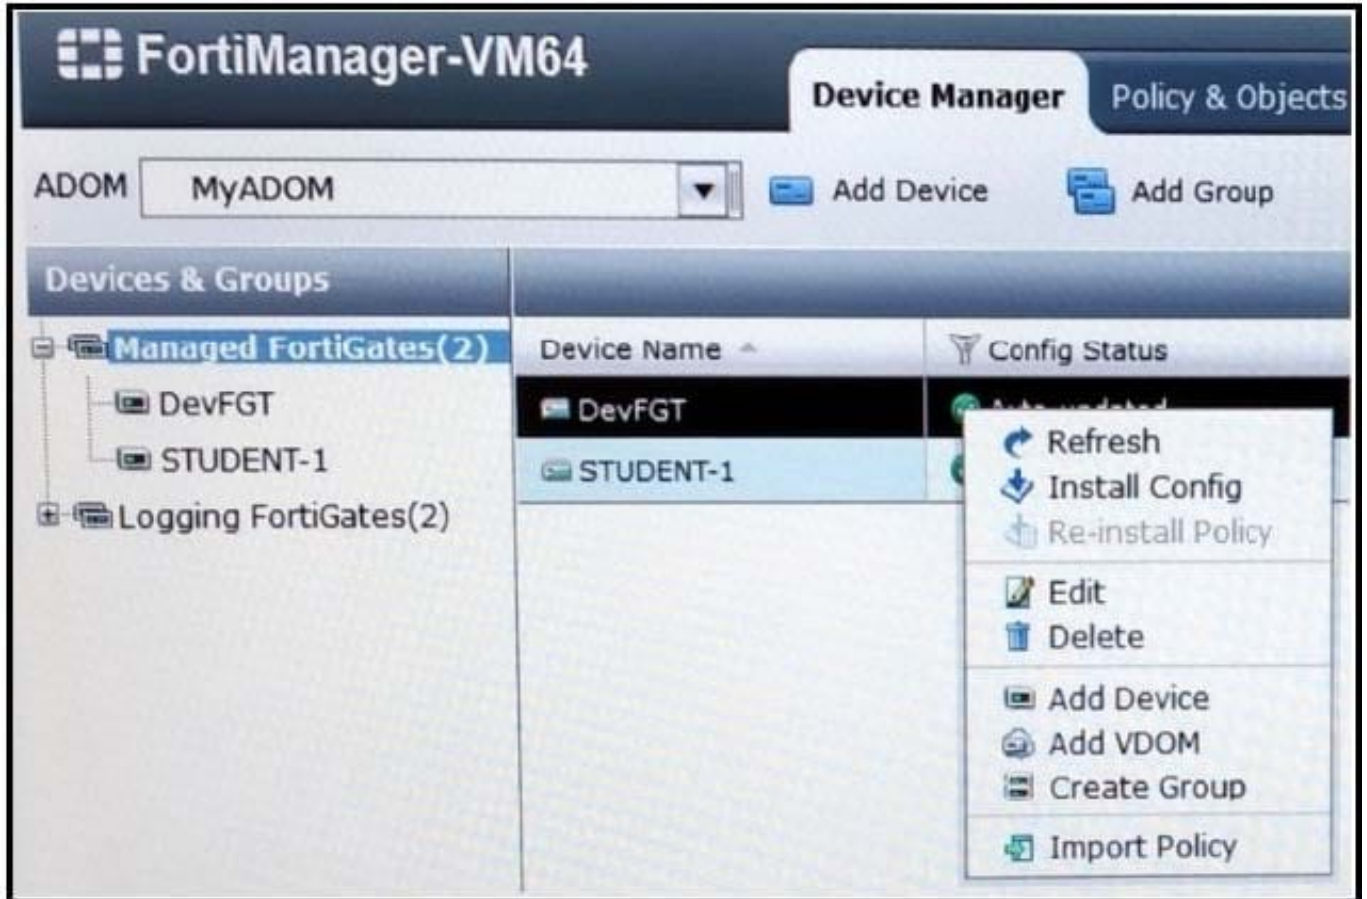 FortiManager-VM64
Device Manager
Policy & Objects
ADOM
MyADOM
Add Device
Add Group
Devices & Groups
Managed FortiGates(2)
DevFGT
STUDENT-1
Logging FortiGates(2)
Device Name
Config Status
DevFGT
Auto-updated
STUDENT-1
Refresh
Install Config
Re-install Policy
Edit
Delete
Add Device
Add VDOM
Create Group
Import Policy